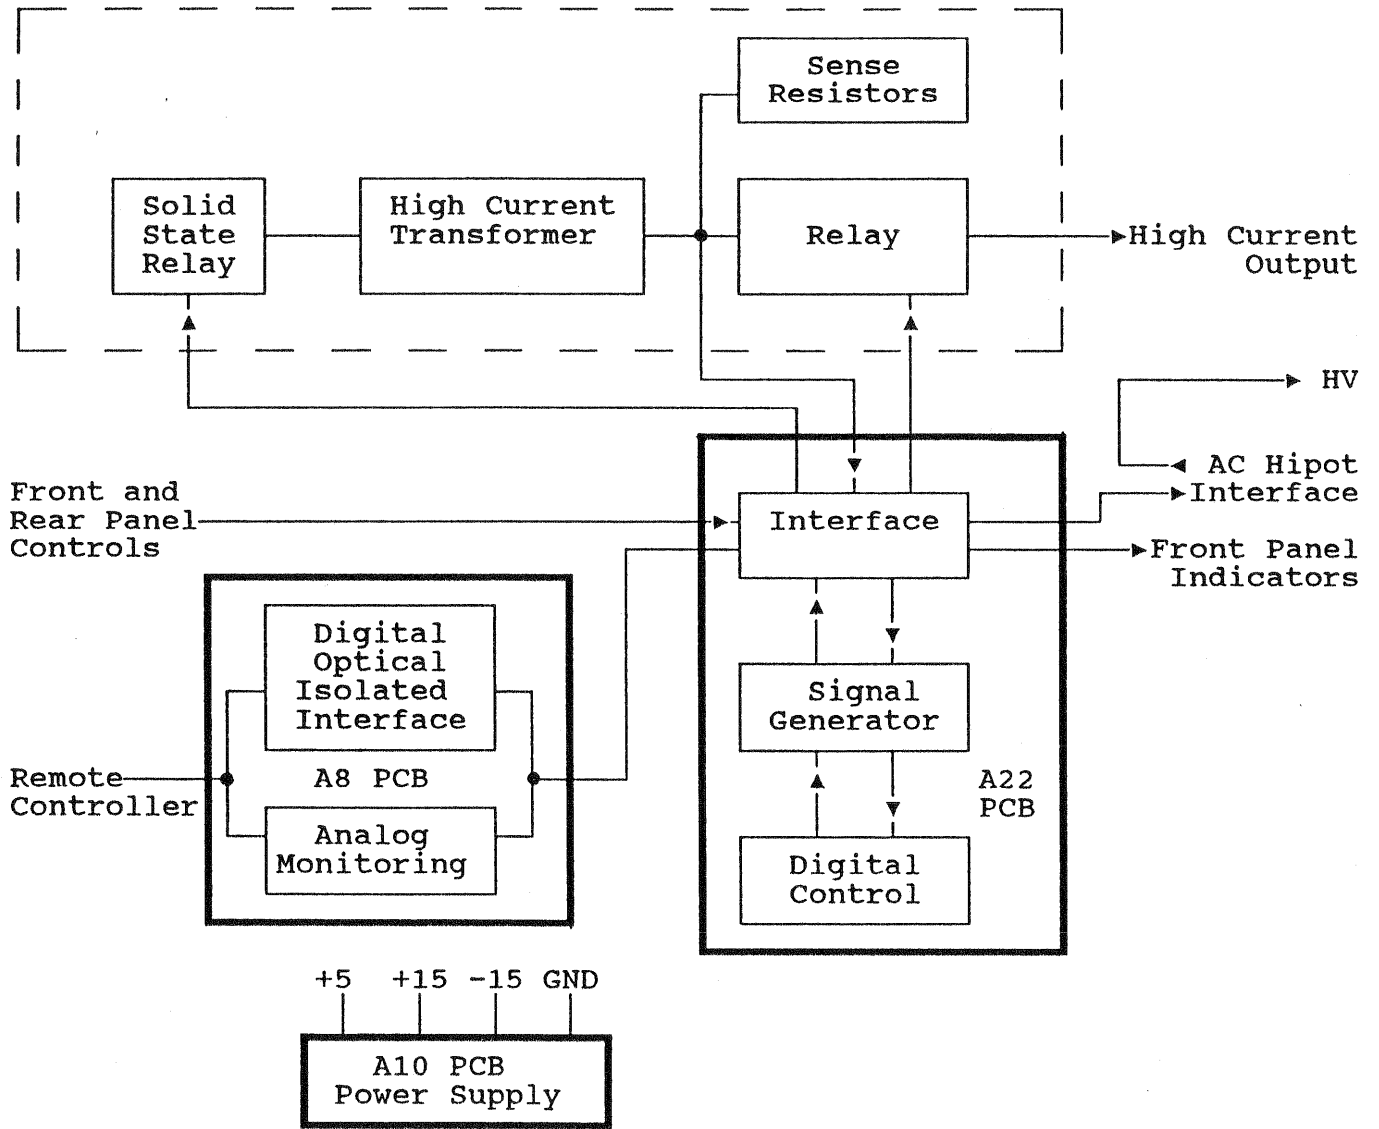 Sense
Resistors
Solid
State
Relay
High Current
Transformer
Relay
High Current
Output
HV
AC Hipot
Interface
Front and
Rear Panel
Controls
Interface
Front Panel
Indicators
Digital
Optical
Isolated
Interface
Signal
Generator
Remote
Controller
A8 PCB
A22
PCB
Analog
Monitoring
Digital
Control
+5 +15 -15 GND
A10 PCB
Power Supply